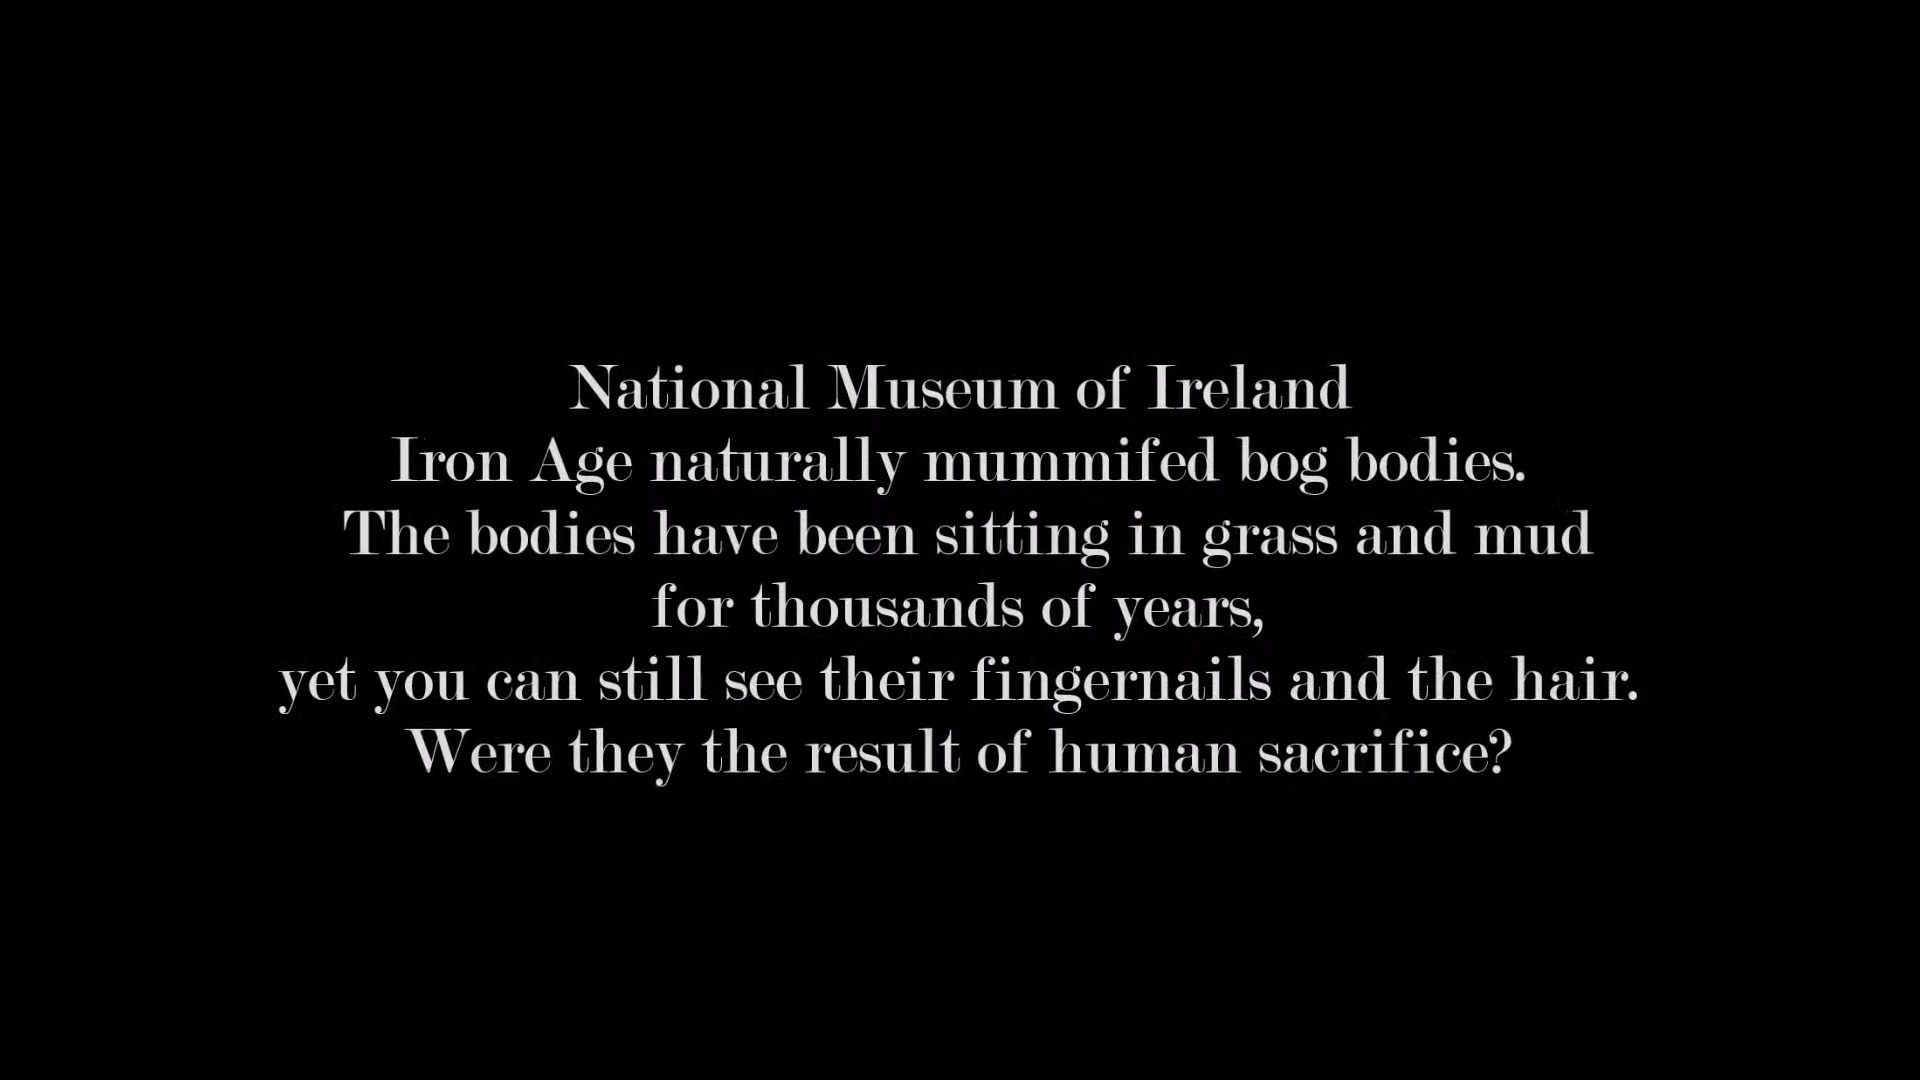 National Museum of Ireland
Iron Age naturally mummifed bog bodies.
The bodies have been sitting in grass and mud
for thousands of years,
yet you can still see their fingernails and the hair.
Were they the result of human sacrifice?